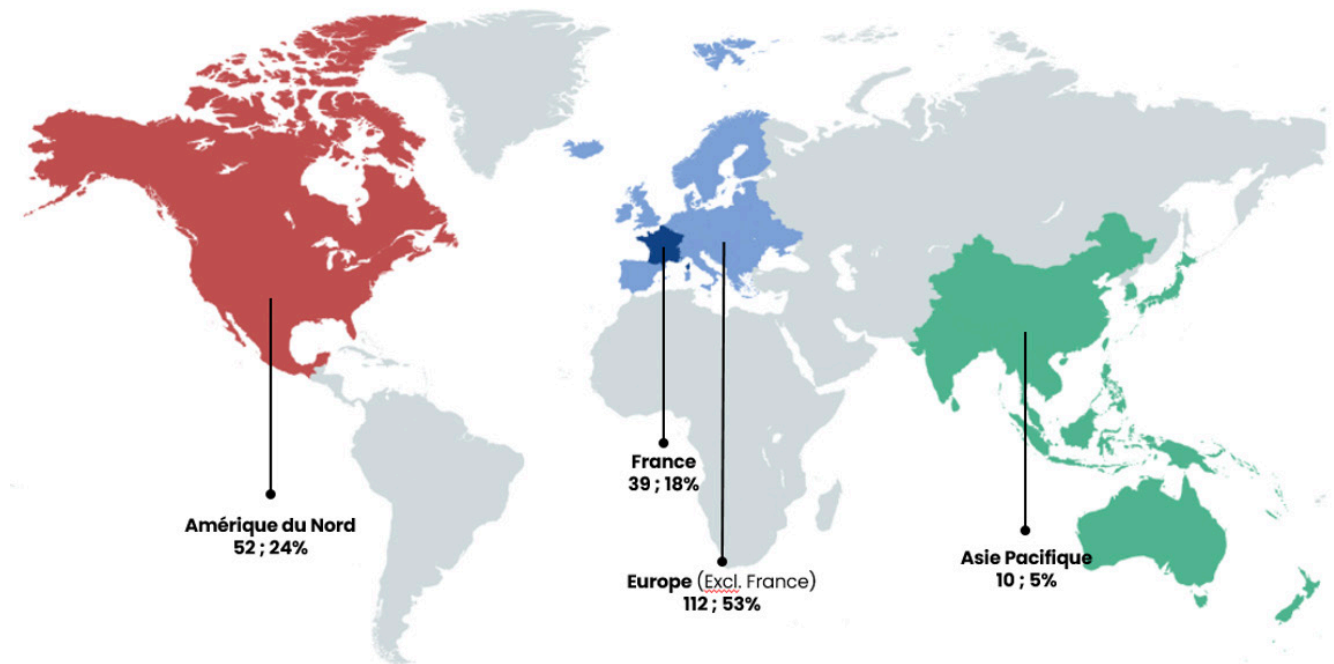 France
39 ; 18%
Amérique du Nord
52 ; 24%
Asie Pacifique
10 ; 5%
Europe (Excl. France)
112 ; 53%